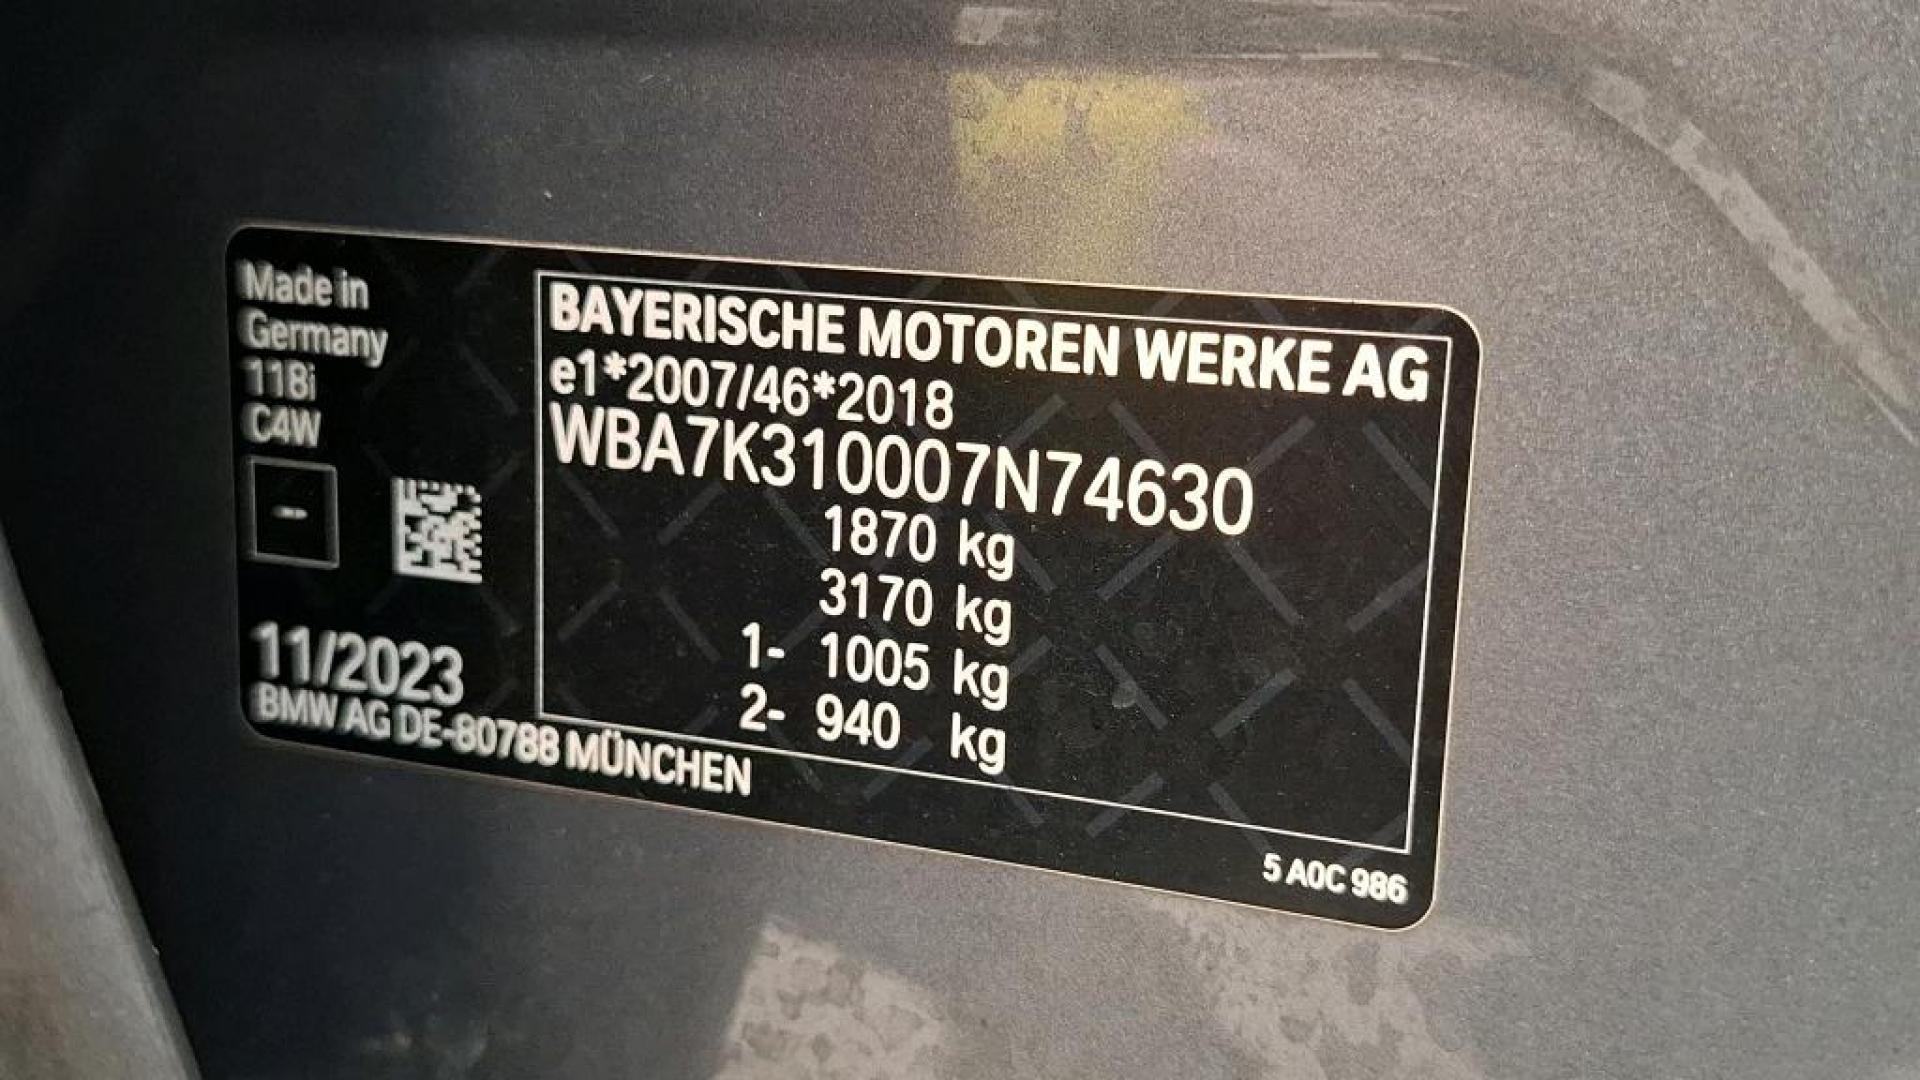 Made in
Germany
118i
C4W
-
11/2023
BMW AG DE-80788 MÜNCHEN
BAYERISCHE MOTOREN WERKE AG
e1*2007/46*2018
WBA7K310007N74630
1870 kg
3170 kg
1- 1005 kg
2- 940 kg
5 A0C 986